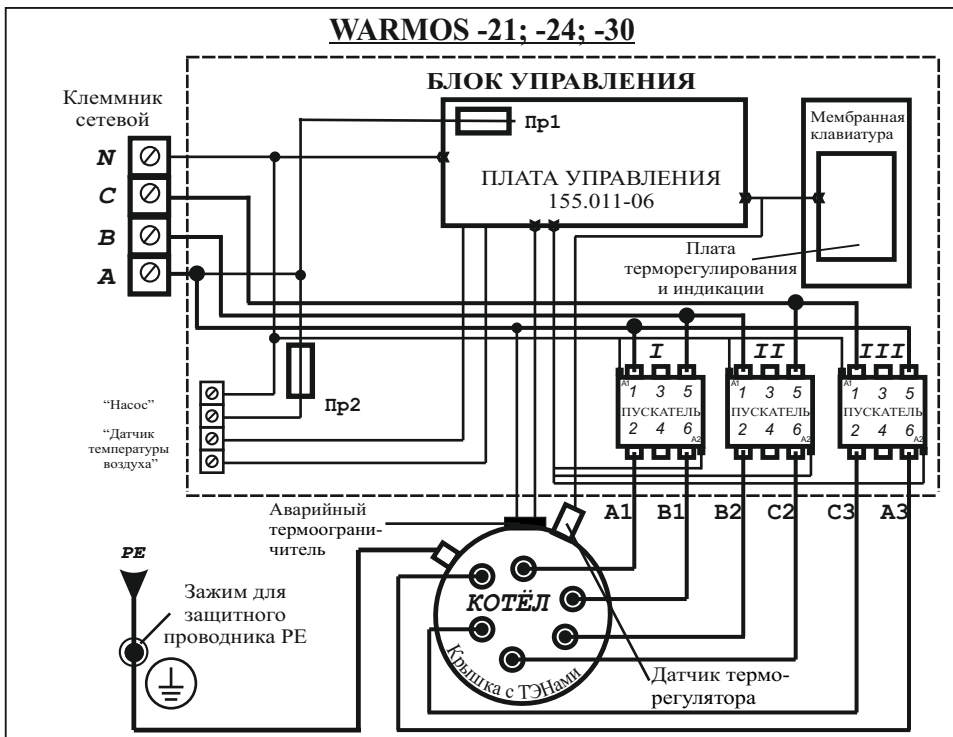 WARMOS -21; -24; -30
БЛОК УПРАВЛЕНИЯ
Клеммник
сетевой
N
C
B
A
Пр1
ПЛАТА УПРАВЛЕНИЯ
155.011-06
Мембранная
клавиатура
Плата
терморегулирования
и индикации
Пр2
“Насос”
“Датчик
температуры
воздуха”
I
II
III
A1
1 3 5
ПУСКАТЕЛЬ
2 4 6
A2
A1
1 3 5
ПУСКАТЕЛЬ
2 4 6
A2
A1
1 3 5
ПУСКАТЕЛЬ
2 4 6
A2
A1 B1 B2 C2 C3 A3
Аварийный
термоограни-
читель
PE
Зажим для
защитного
проводника PE
КОТЁЛ
Крышка с ТЭНами
Датчик термо-
регулятора